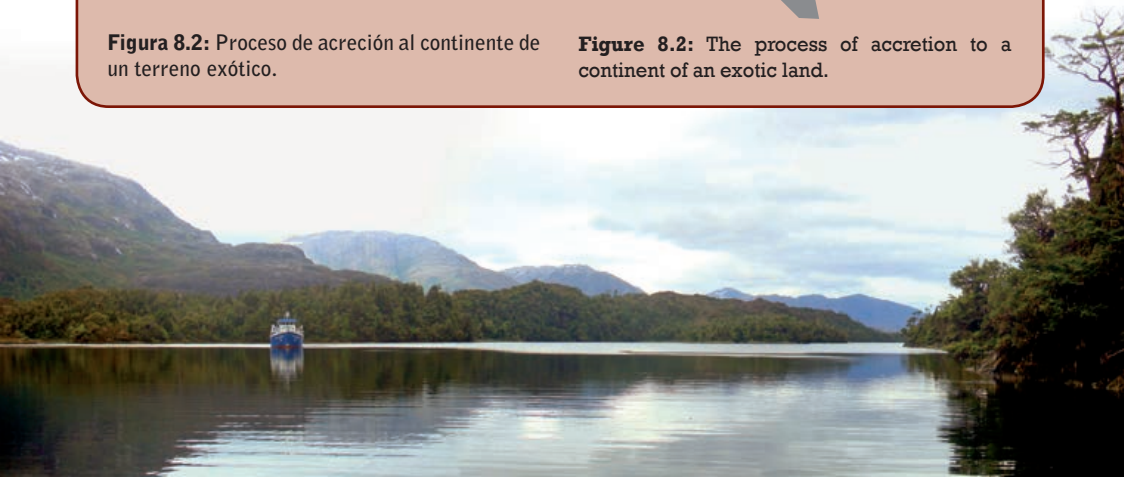 Figura 8.2: Proceso de acreción al continente de
un terreno exótico.
Figure 8.2: The process of accretion to a
continent of an exotic land.